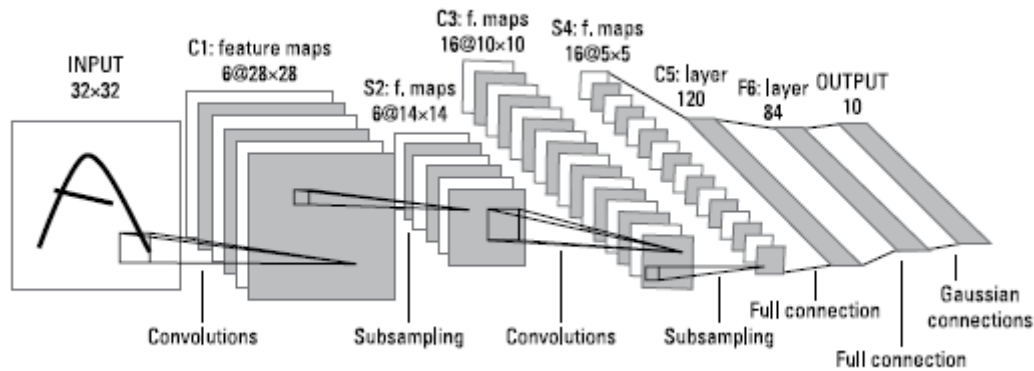 INPUT
32×32
C1: feature maps
6@28×28
S2: f. maps
6@14×14
C3: f. maps
16@10×10
S4: f. maps
16@5×5
C5: layer
120
F6: layer
84
OUTPUT
10
Convolutions
Subsampling
Convolutions
Subsampling
Full connection
Full connection
Gaussian
connections